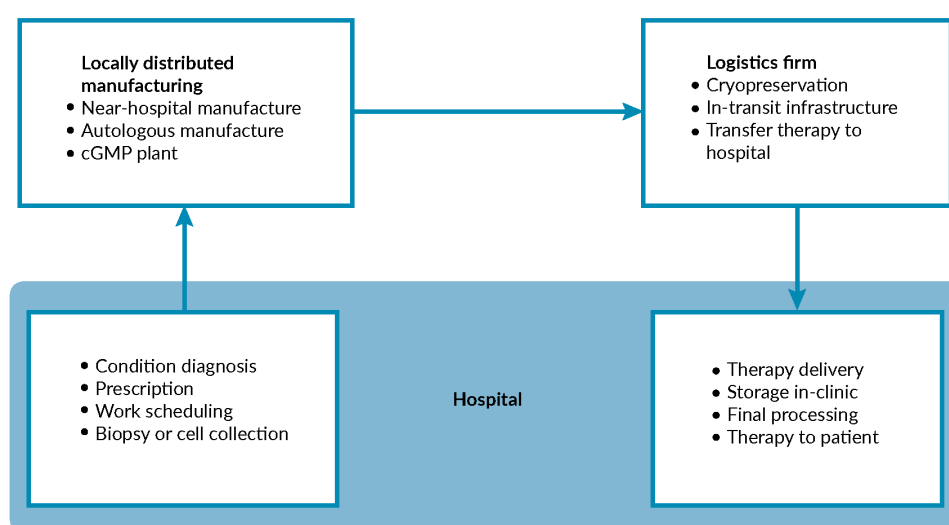 Locally distributed
manufacturing
• Near-hospital manufacture
• Autologous manufacture
• cGMP plant
Logistics firm
• Cryopreservation
• In-transit infrastructure
• Transfer therapy to
hospital
• Condition diagnosis
• Prescription
• Work scheduling
• Biopsy or cell collection
Hospital
• Therapy delivery
• Storage in-clinic
• Final processing
• Therapy to patient